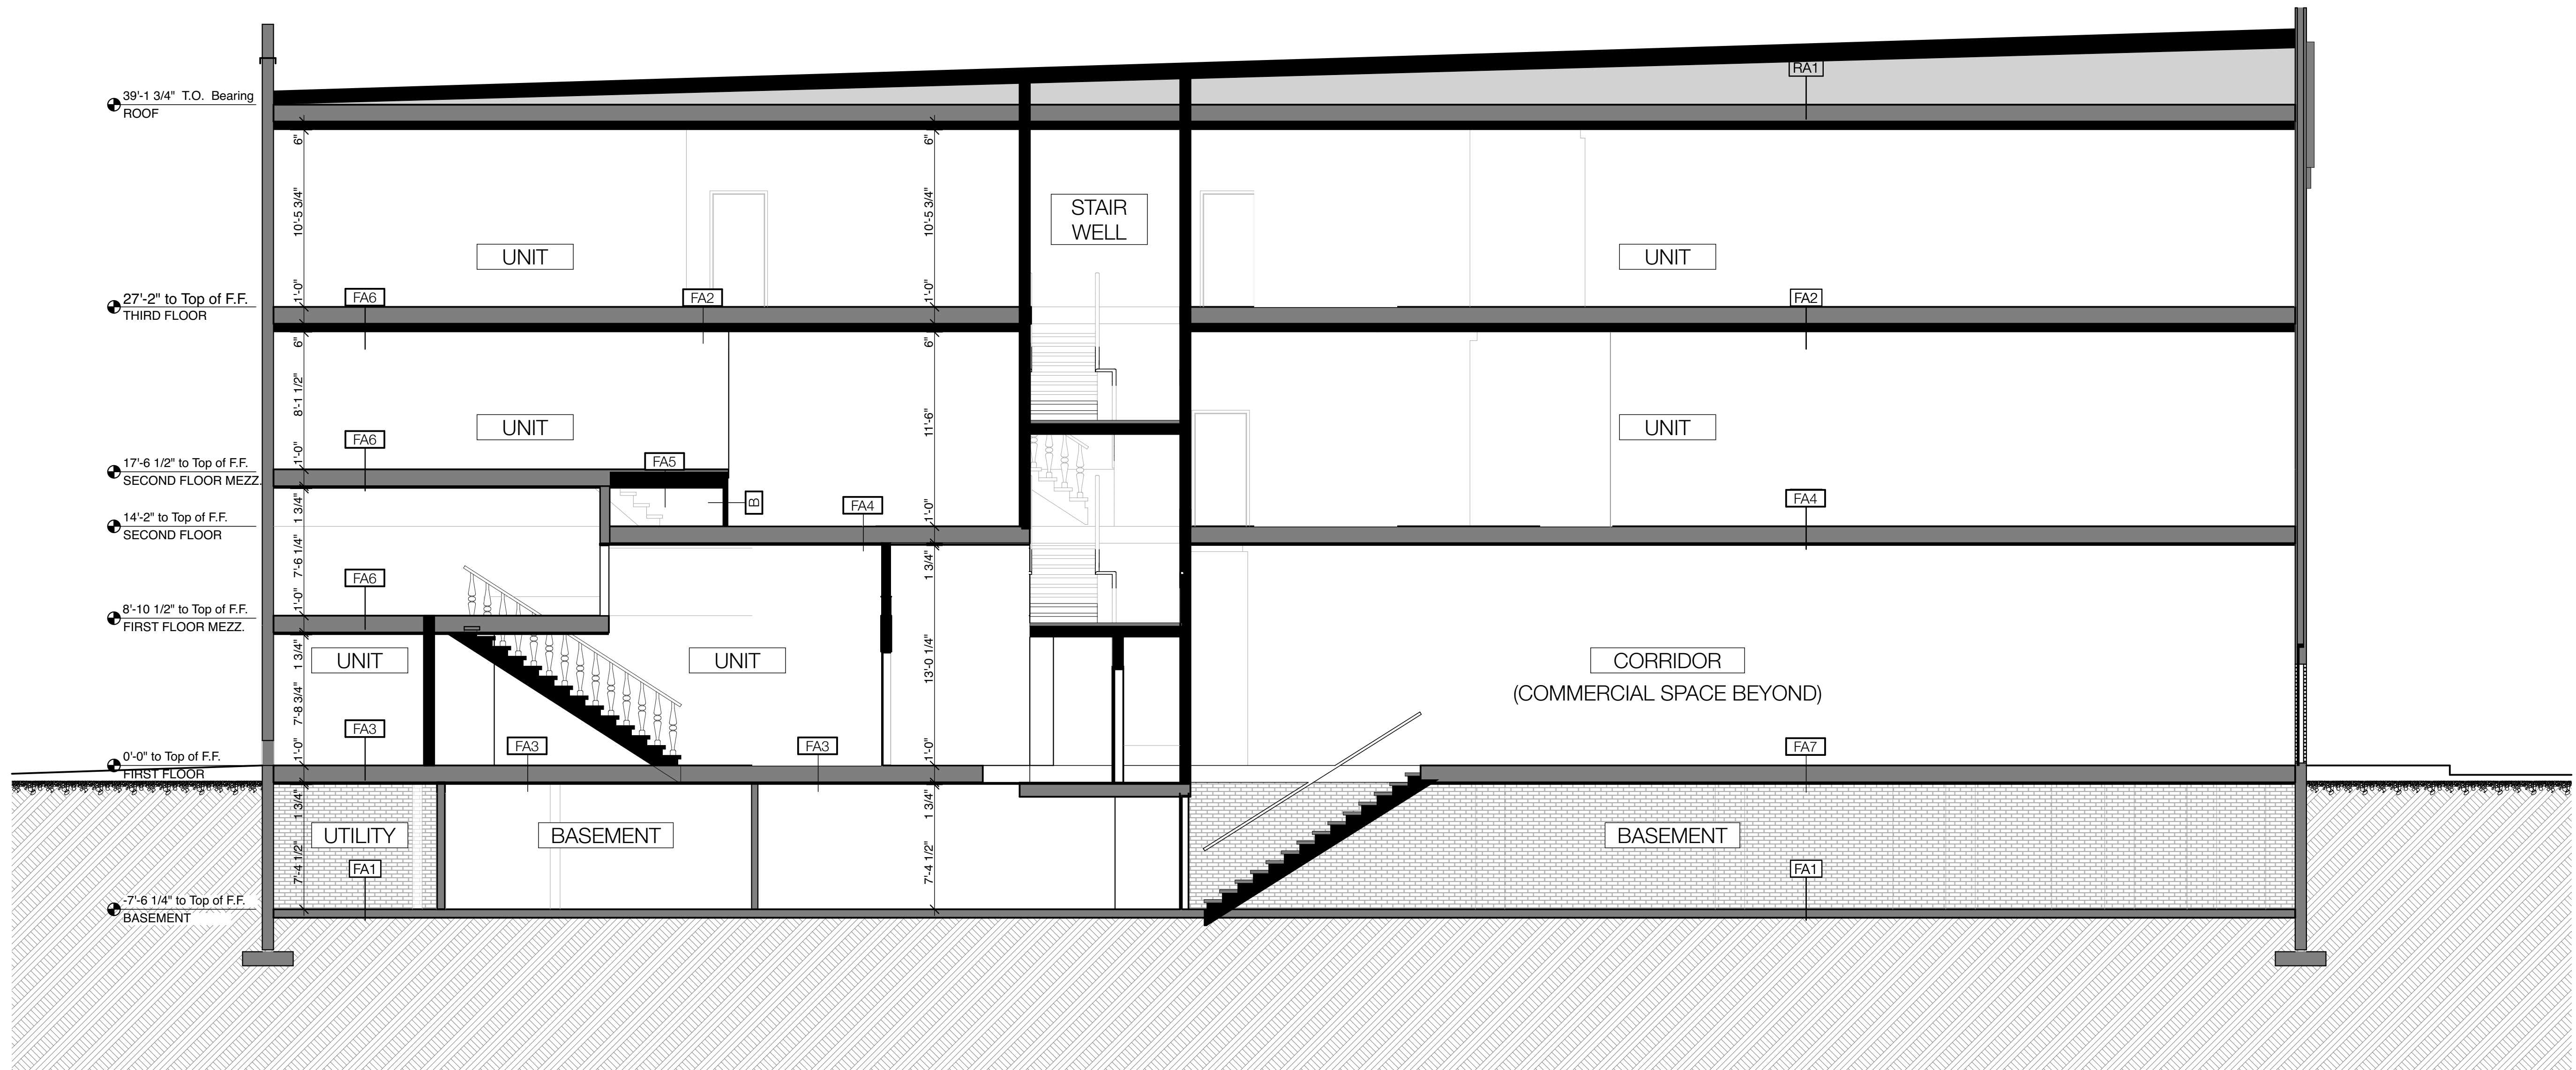 RA1
39'-1 3/4" T.O. Bearing
ROOF
6"
6"
10'-5 3/4"
10'-5 3/4"
STAIR
WELL
UNIT
UNIT
1'-0"
1'-0"
27'-2" to Top of F.F.
THIRD FLOOR
FA6
FA2
FA2
6"
6"
8'-1 1/2"
11'-6"
UNIT
UNIT
FA6
1'-0"
FA5
17'-6 1/2" to Top of F.F.
SECOND FLOOR MEZZ.
B
FA4
FA4
1 3/4"
1'-0"
14'-2" to Top of F.F.
SECOND FLOOR
7'-6 1/4"
1 3/4"
FA6
1'-0"
8'-10 1/2" to Top of F.F.
FIRST FLOOR MEZZ.
1 3/4"
13'-0 1/4"
UNIT
UNIT
CORRIDOR
(COMMERCIAL SPACE BEYOND)
7'-8 3/4"
FA3
FA3
FA3
FA7
1'-0"
1'-0"
0'-0" to Top of F.F.
FIRST FLOOR
1 3/4"
1 3/4"
UTILITY
BASEMENT
BASEMENT
7'-4 1/2"
7'-4 1/2"
FA1
FA1
-7'-6 1/4" to Top of F.F.
BASEMENT